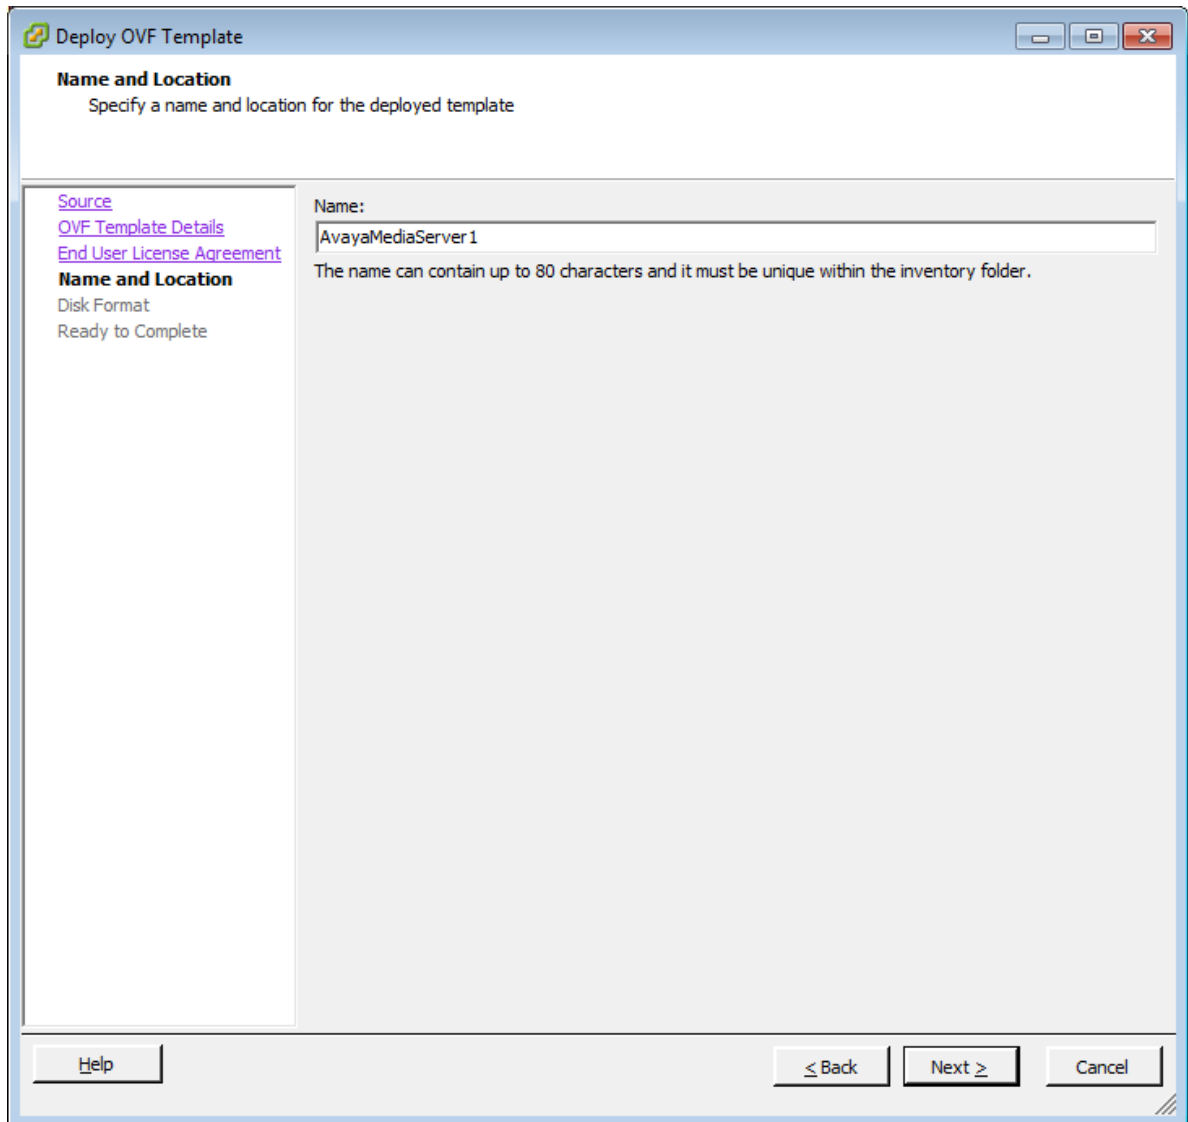 Deploy OVF Template
Name and Location
Specify a name and location for the deployed template
Source
OVF Template Details
End User License Agreement
Name and Location
Disk Format
Ready to Complete
Name:
AvayaMediaServer1
The name can contain up to 80 characters and it must be unique within the inventory folder.
Help
< Back
Next >
Cancel